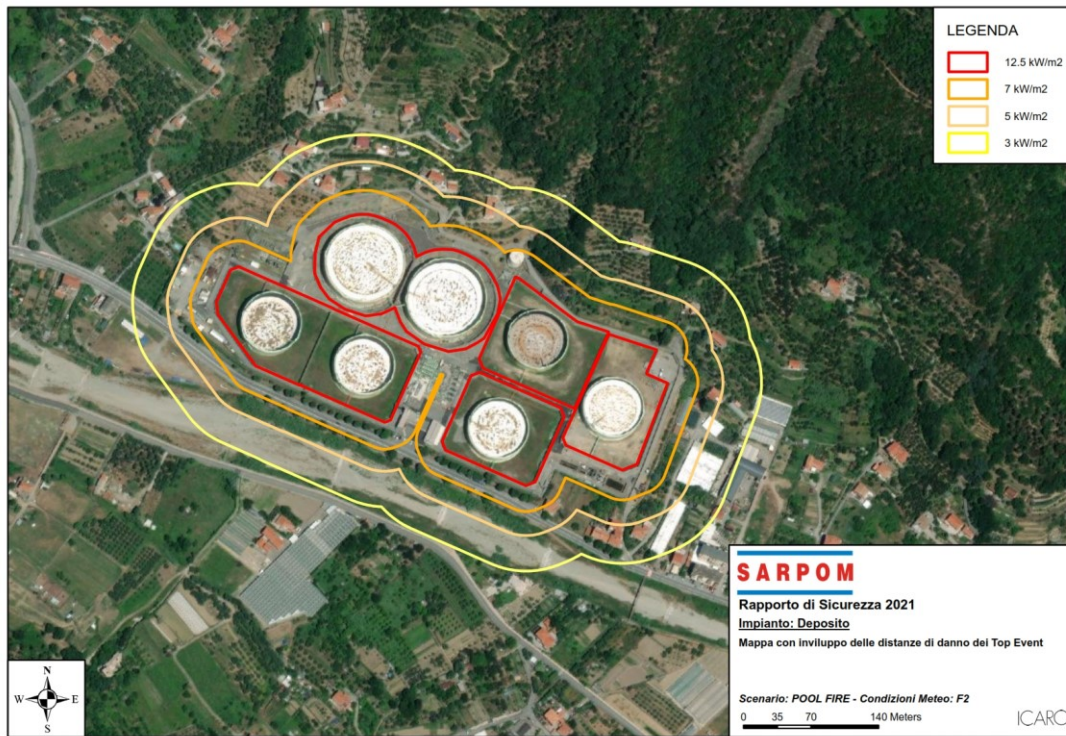 LEGENDA
12.5 kW/m2
7 kW/m2
5 kW/m2
3 kW/m2
SARPOM
Rapporto di Sicurezza 2021
Impianto: Deposito
Mappa con inviluppo delle distanze di danno dei Top Event
Scenario: POOL FIRE - Condizioni Meteo: F2
0 35 70 140 Meters
ICARO
N
W E
S